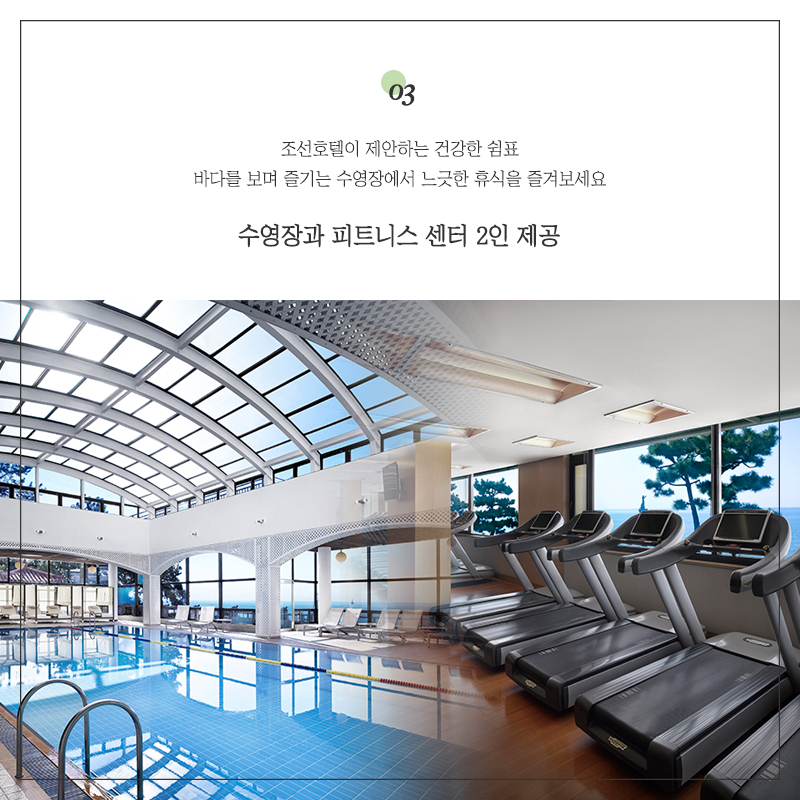 03
조선호텔이 제안하는 건강한 쉼표
바다를 보며 즐기는 수영장에서 느긋한 휴식을 즐겨보세요
수영장과 피트니스 센터 2인 제공